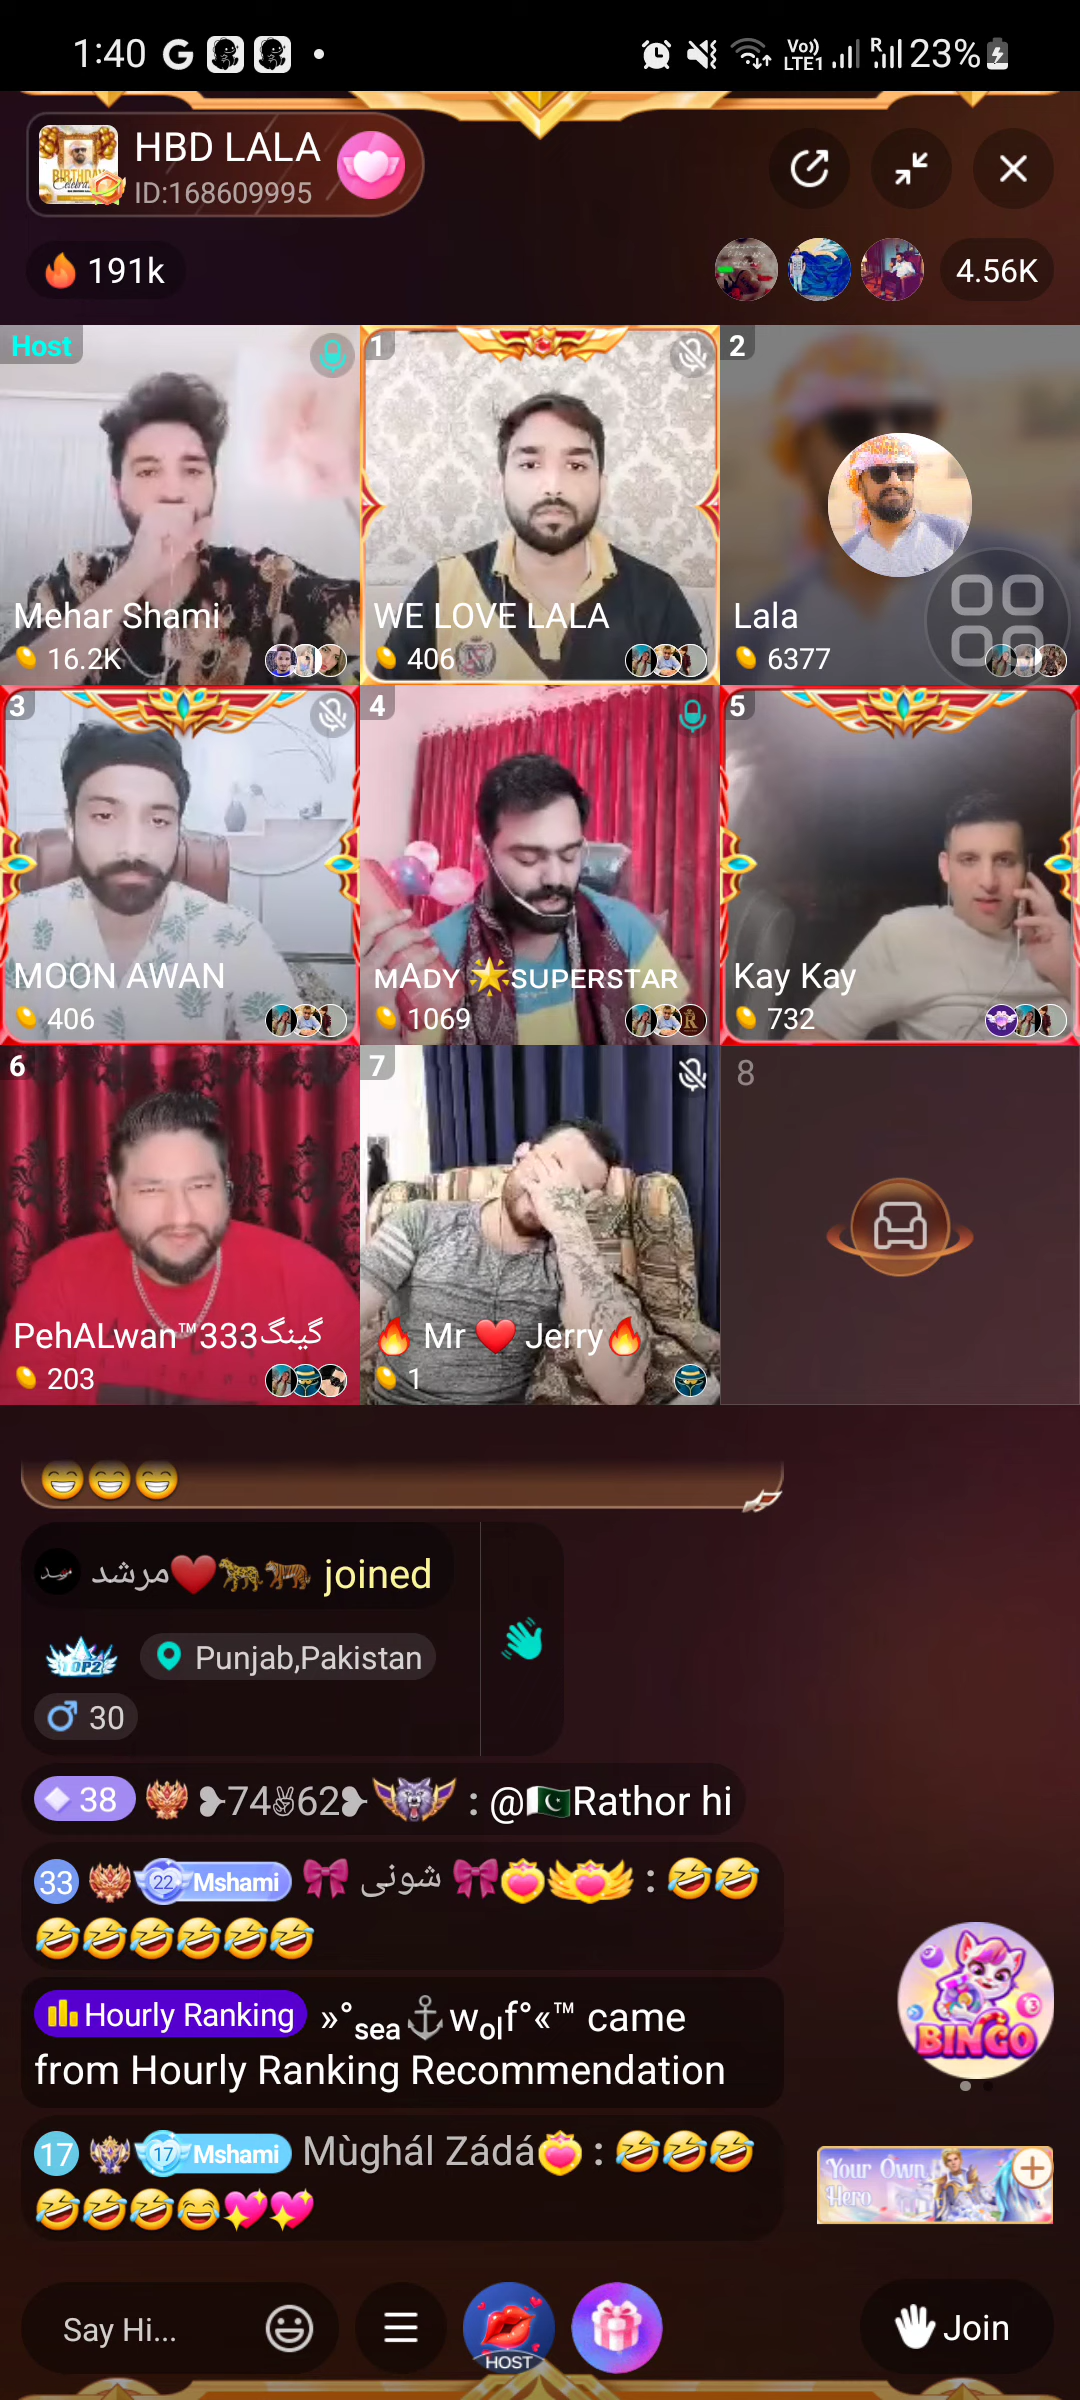 1:40
Vo))
LTE1
R
23%
HBD LALA
ID:168609995
191k
4.56K
Host
Mehar Shami
16.2K
1
WE LOVE LALA
406
2
Lala
6377
3
MOON AWAN
406
4
mAdy 🌟superstar
1069
5
Kay Kay
732
6
PehALwan™333گینگ
203
7
🔥 Mr ❤️ Jerry🔥
1
8
😁😁😁
مرشد❤️🐆🐅 joined
TOP2
Punjab,Pakistan
♂ 30
38 ❥74✌62❥ : @🇵🇰Rathor hi
33 22 Mshami 🎀 شونی 🎀 : 🤣🤣
🤣🤣🤣🤣🤣🤣
Hourly Ranking »°ₛₑₐ⚓wₒₗf°«™ came
from Hourly Ranking Recommendation
17 17 Mshami Mùghál Zádá : 🤣🤣🤣
🤣🤣🤣😂💖💖
BINGO
Your Own
Hero
Say Hi...
HOST
Join